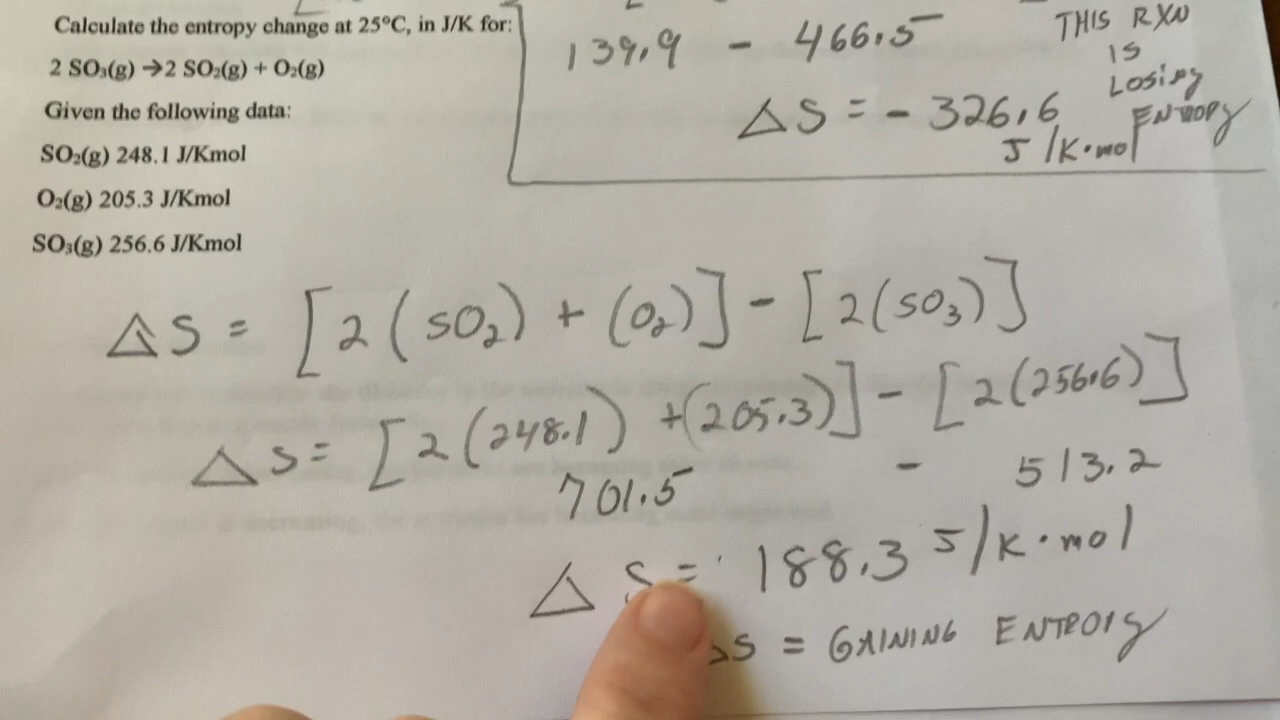 Calculate the entropy change at 25°C, in J/K for:
2 SO₃(g) →2 SO₂(g) + O₂(g)
Given the following data:
SO₂(g) 248.1 J/Kmol
O₂(g) 205.3 J/Kmol
SO₃(g) 256.6 J/Kmol
139.9 - 466.5
ΔS = - 326.6
J/K·mol
THIS RXN
IS
LOSING
ENTROPY
ΔS = [2(SO₂) + (O₂)] - [2(SO₃)]
ΔS = [2(248.1) + (205.3)] - [2(256.6)]
701.5 - 513.2
ΔS = 188.3 J/K·mol
ΔS = GAINING ENTROPY